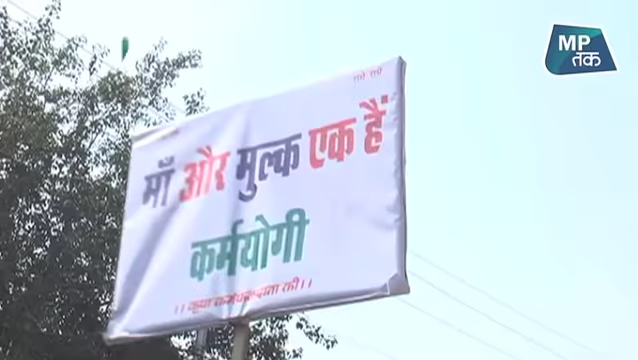 MP
तक
राधे राधे
माँ और मुल्क एक हैं
कर्मयोगी